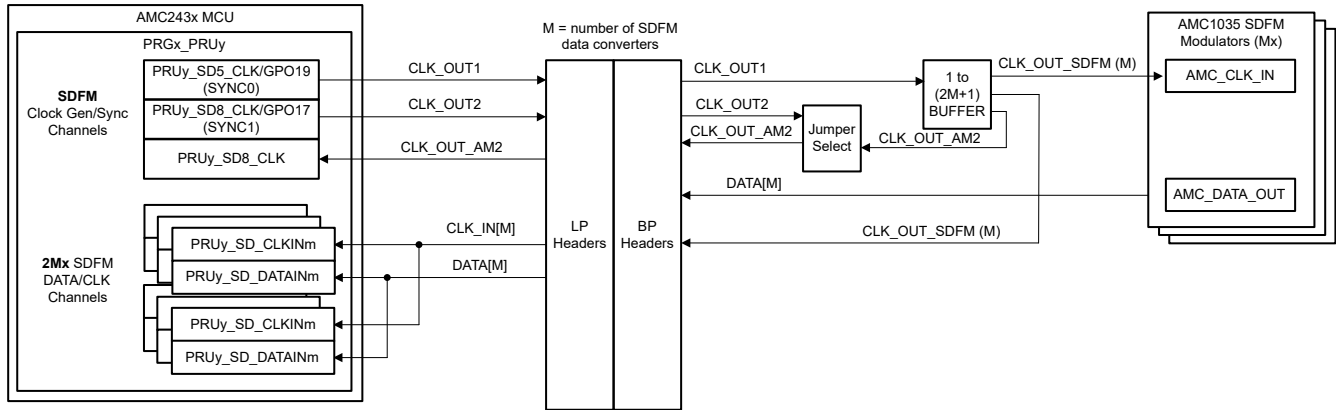 AMC243x MCU
PRGx_PRUy
SDFM
Clock Gen/Sync
Channels
PRUy_SD5_CLK/GPO19
(SYNC0)
PRUy_SD8_CLK/GPO17
(SYNC1)
PRUy_SD8_CLK
2Mx SDFM
DATA/CLK
Channels
PRUy_SD_CLKINm
PRUy_SD_DATAINm
PRUy_SD_CLKINm
PRUy_SD_DATAINm
CLK_OUT1
CLK_OUT2
CLK_OUT_AM2
CLK_IN[M]
DATA[M]
M = number of SDFM
data converters
LP
Headers
BP
Headers
CLK_OUT1
CLK_OUT2
CLK_OUT_AM2
Jumper
Select
1 to
(2M+1)
BUFFER
CLK_OUT_AM2
CLK_OUT_SDFM (M)
DATA[M]
CLK_OUT_SDFM (M)
AMC1035 SDFM
Modulators (Mx)
AMC_CLK_IN
AMC_DATA_OUT